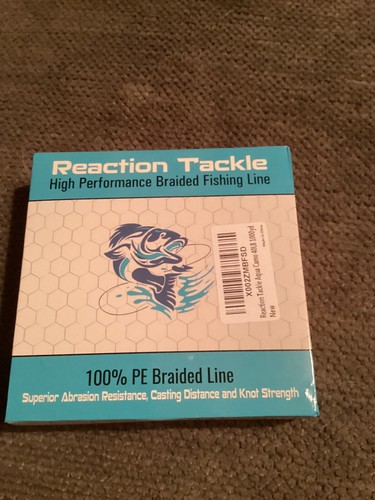 Reaction Tackle
High Performance Braided Fishing Line
X002ZMBFSD
Reaction Tackle Aqua Camo 40LB 1000yd
New
100% PE Braided Line
Superior Abrasion Resistance, Casting Distance and Knot Strength